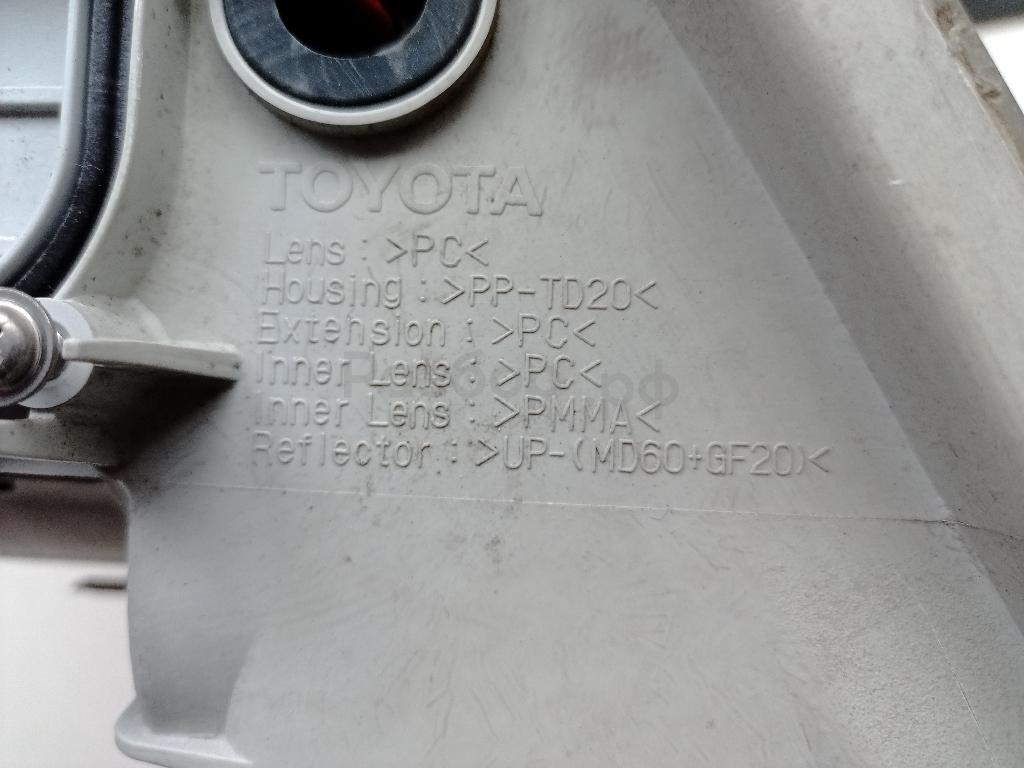 TOYOTA
Lens : >PC<
Housing : >PP-TD20<
Extension : >PC<
Inner Lens : >PC<
Inner Lens : >PMMA<
Reflector : >UP-(MD60+GF20)<